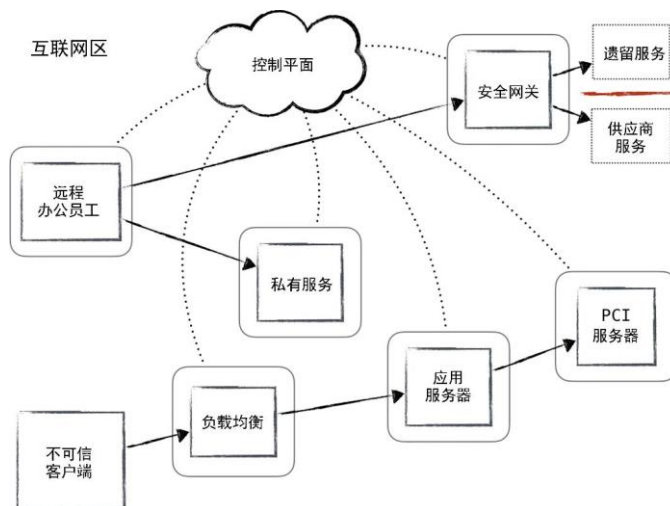 互联网区
控制平面
遗留服务
安全网关
供应商
服务
远程
办公员工
私有服务
PCI
服务器
应用
服务器
负载均衡
不可信
客户端